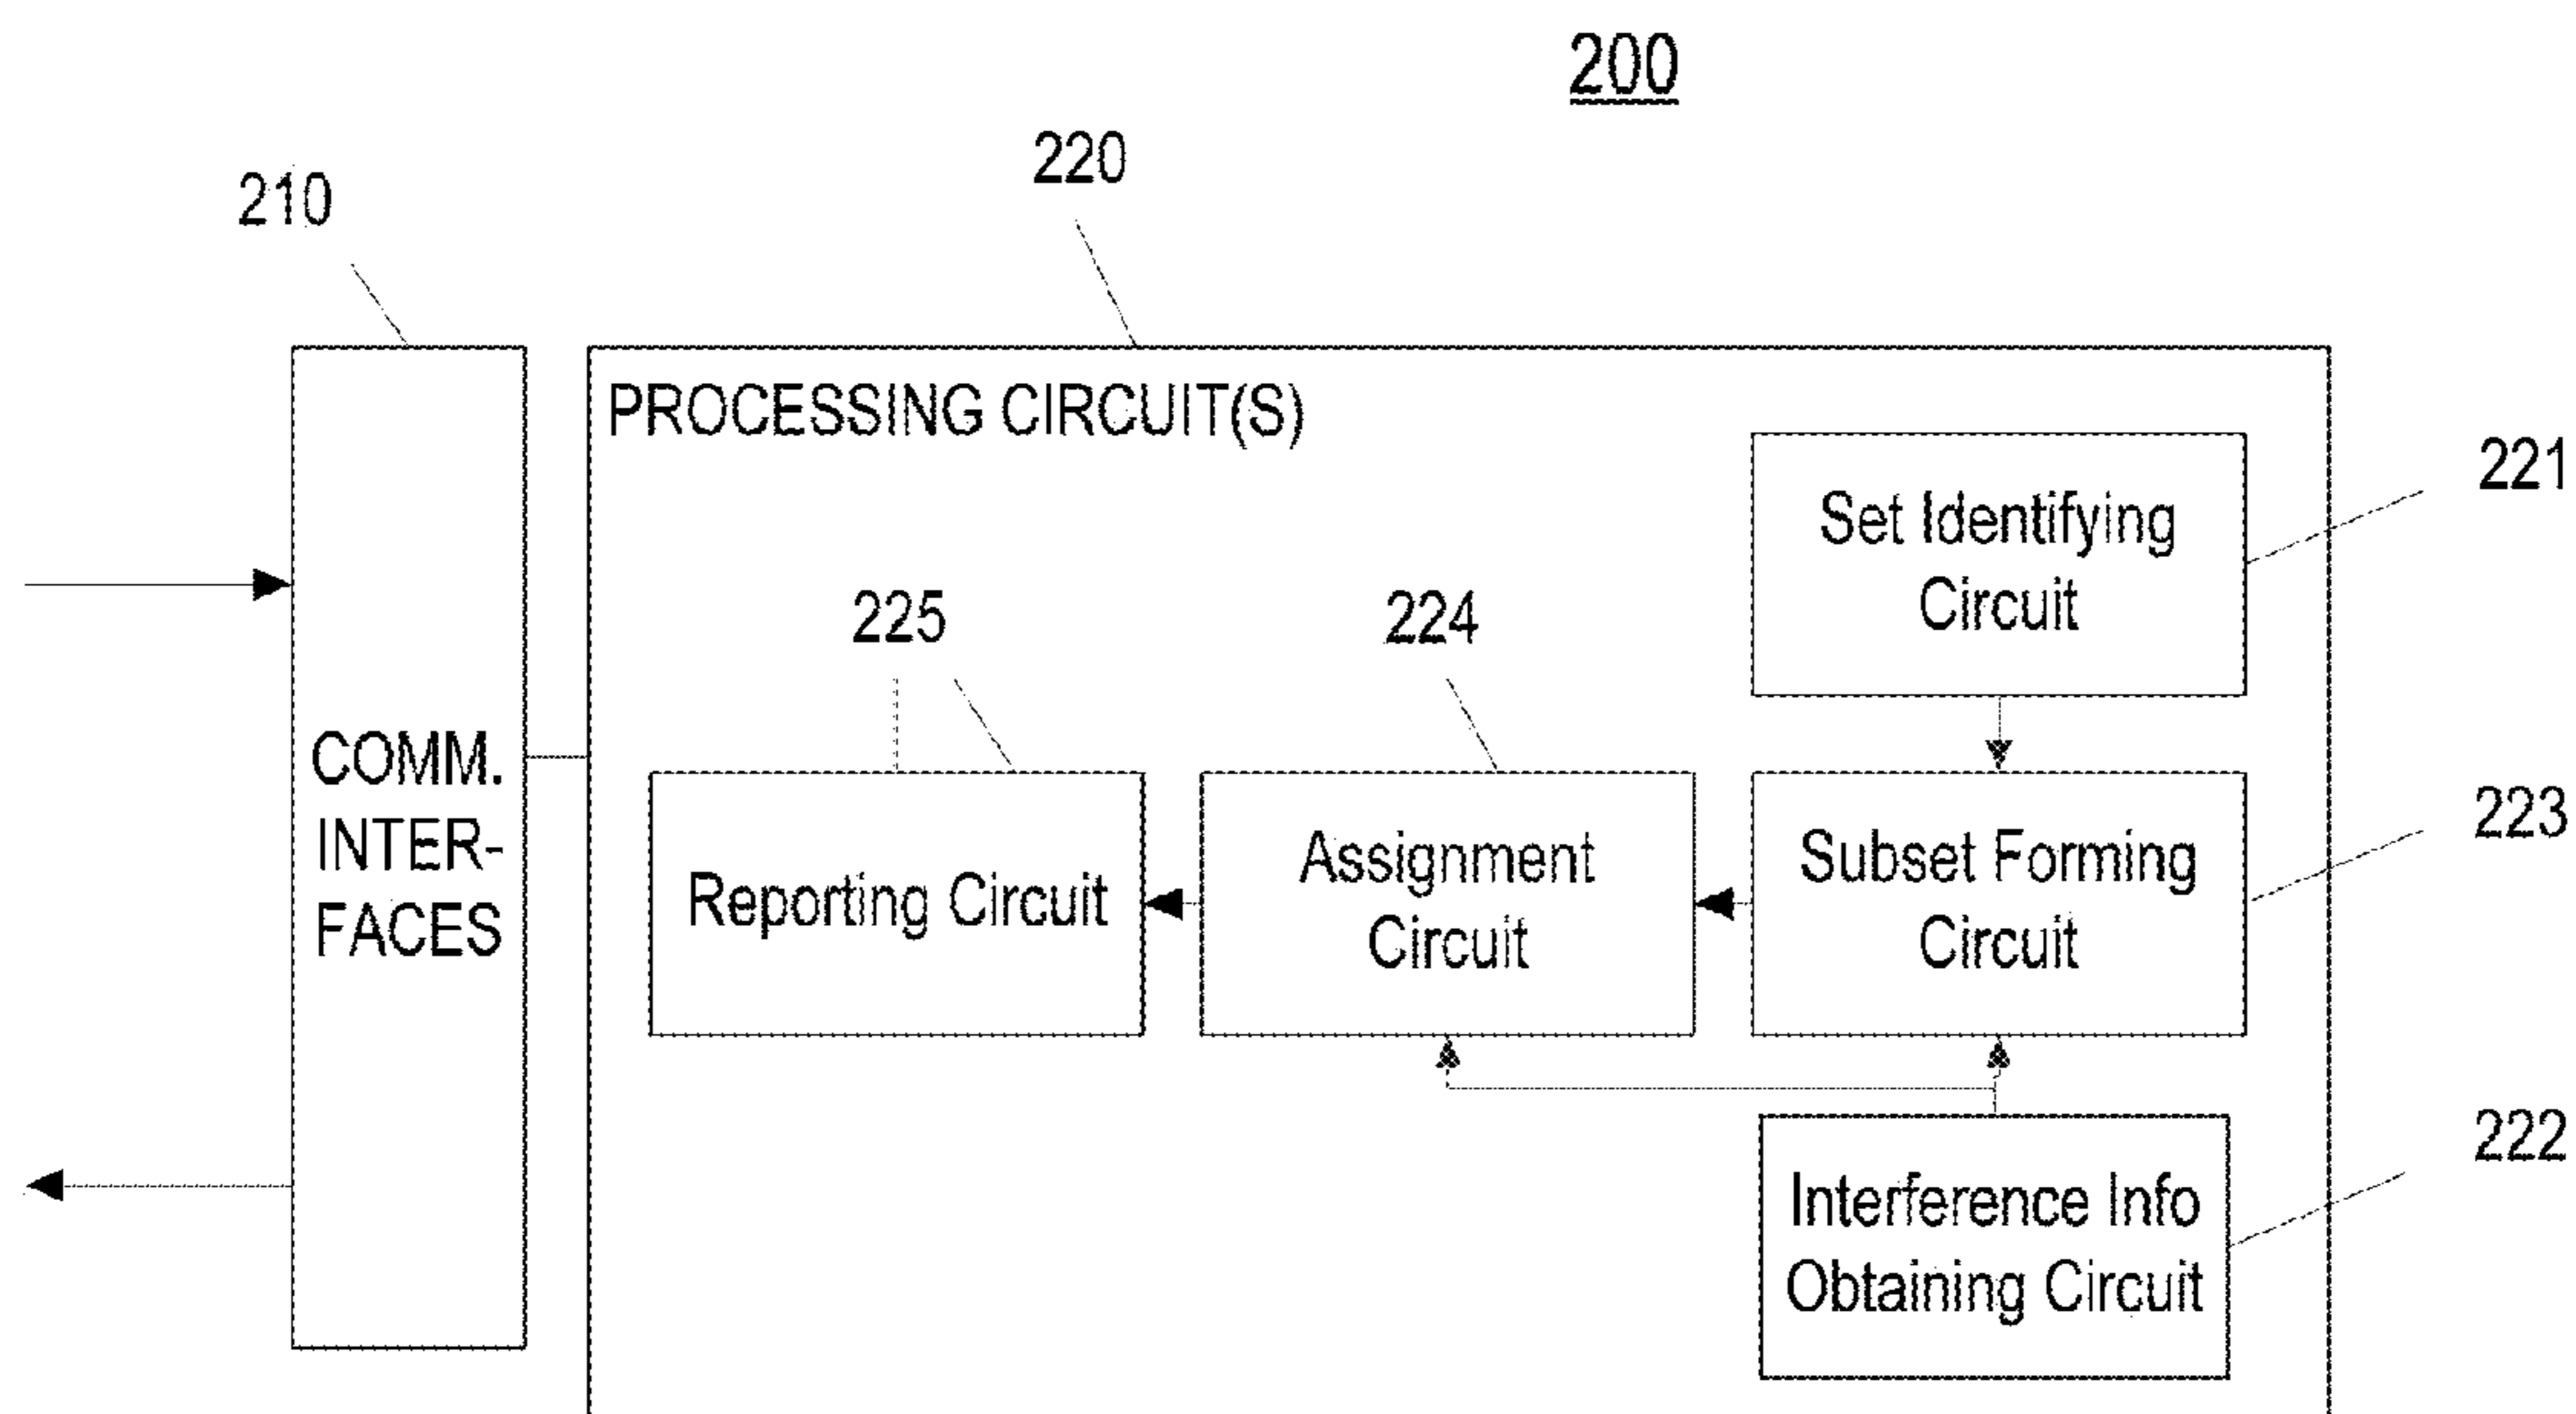 200
220
210
PROCESSING CIRCUIT(S)
221
Set Identifying
Circuit
225
224
COMM.
INTER-
FACES
Reporting Circuit
Assignment
Circuit
Subset Forming
Circuit
223
222
Interference Info
Obtaining Circuit